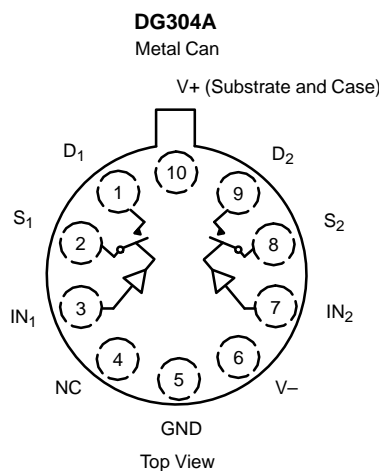 DG304A
Metal Can
V+ (Substrate and Case)
D1 D2
10
1 9
S1 S2
2 8
IN1 3 7 IN2
4 6
5
NC V–
GND
Top View